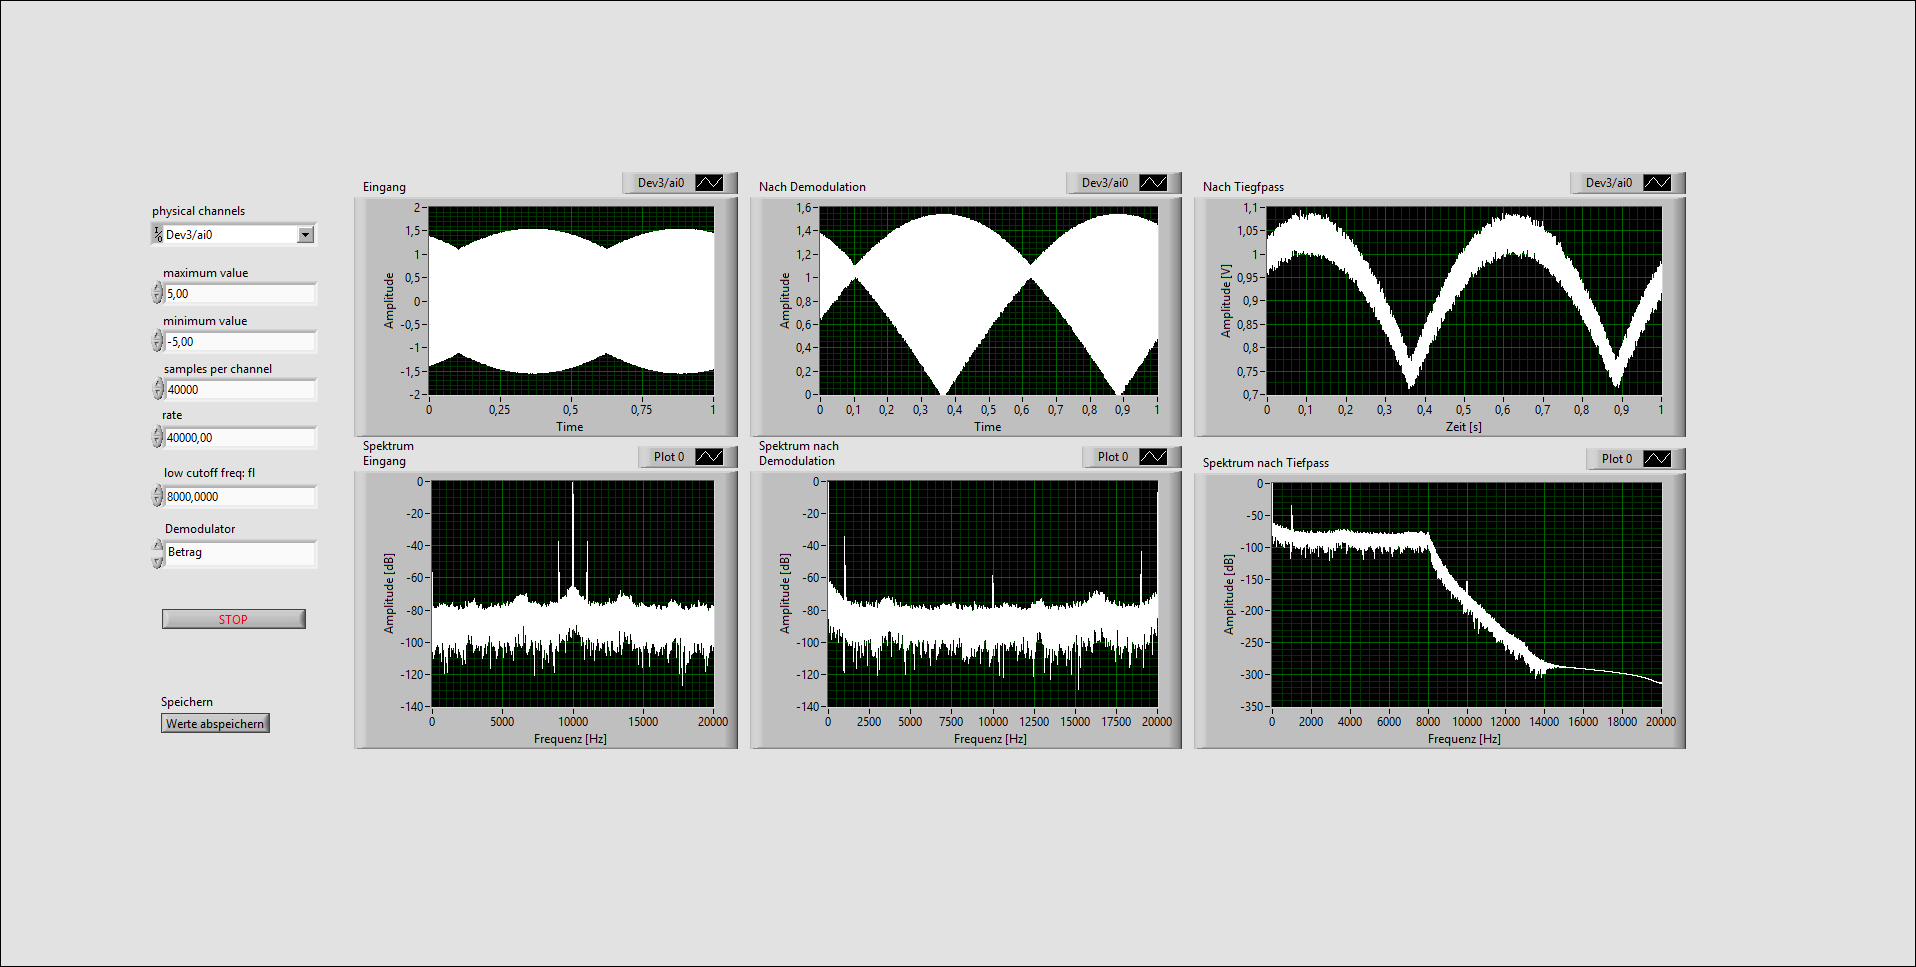 physical channels
I/O Dev3/ai0
maximum value
5,00
minimum value
-5,00
samples per channel
40000
rate
40000,00
low cutoff freq: fl
8000,0000
Demodulator
Betrag
STOP
Speichern
Werte abspeichern
Eingang
Dev3/ai0
Amplitude
2
1,5
1
0,5
0
-0,5
-1
-1,5
-2
0 0,25 0,5 0,75 1
Time
Nach Demodulation
Dev3/ai0
Amplitude
1,6
1,4
1,2
1
0,8
0,6
0,4
0,2
0
0 0,1 0,2 0,3 0,4 0,5 0,6 0,7 0,8 0,9 1
Time
Nach Tiegfpass
Dev3/ai0
Amplitude [V]
1,1
1,05
1
0,95
0,9
0,85
0,8
0,75
0,7
0 0,1 0,2 0,3 0,4 0,5 0,6 0,7 0,8 0,9 1
Zeit [s]
Spektrum
Eingang
Plot 0
Amplitude [dB]
0
-20
-40
-60
-80
-100
-120
-140
0 5000 10000 15000 20000
Frequenz [Hz]
Spektrum nach
Demodulation
Plot 0
Amplitude [dB]
0
-20
-40
-60
-80
-100
-120
-140
0 2500 5000 7500 10000 12500 15000 17500 20000
Frequenz [Hz]
Spektrum nach Tiefpass
Plot 0
Amplitude [dB]
0
-50
-100
-150
-200
-250
-300
-350
0 2000 4000 6000 8000 10000 12000 14000 16000 18000 20000
Frequenz [Hz]